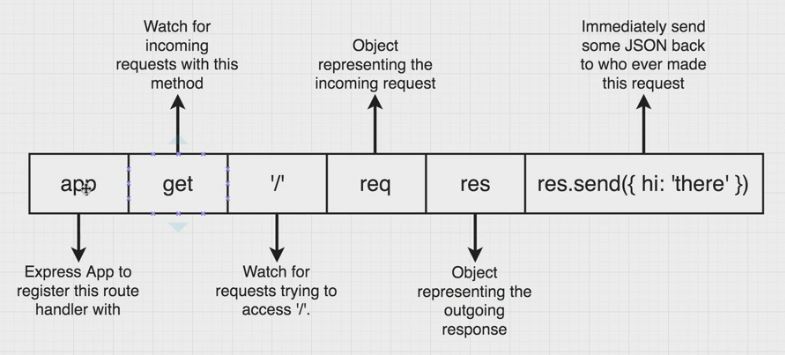 Watch for
incoming
requests with this
method
Object
representing the
incoming request
Immediately send
some JSON back
to who ever made
this request
app
get
'/'
req
res
res.send({ hi: 'there' })
Express App to
register this route
handler with
Watch for
requests trying to
access '/'.
Object
representing the
outgoing
response